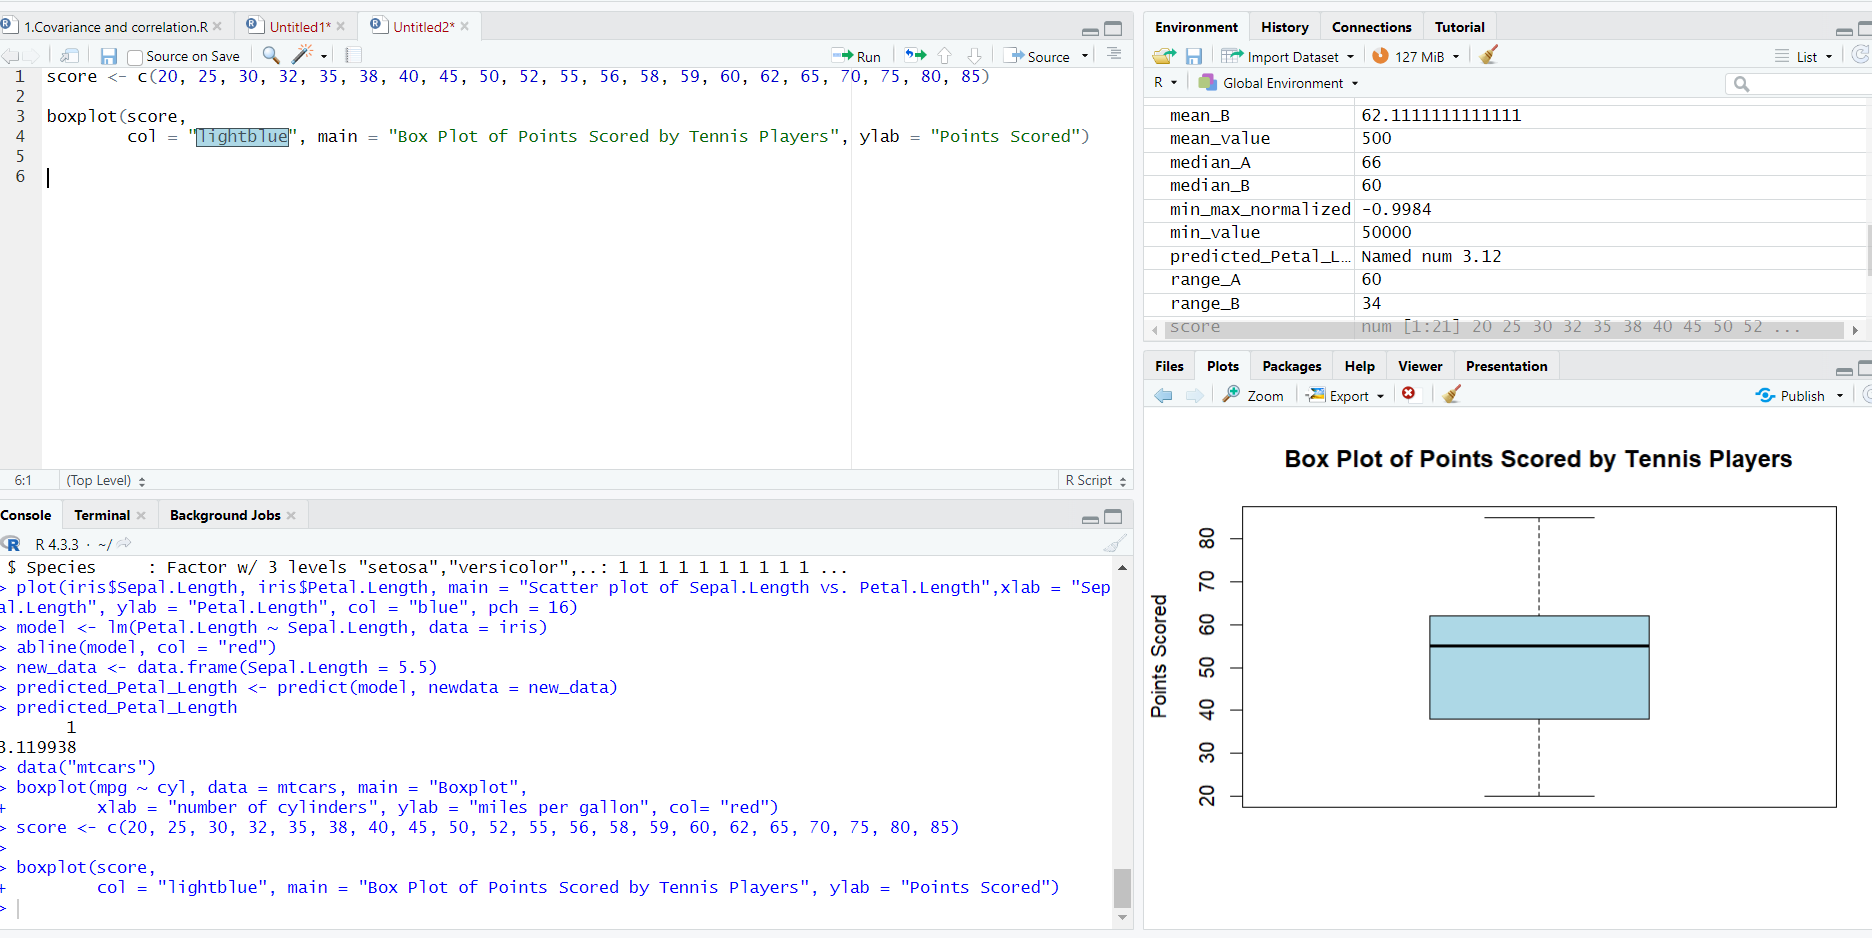 1.Covariance and correlation.R
Untitled1*
Untitled2*
Source on Save
Run
Source
1 score <- c(20, 25, 30, 32, 35, 38, 40, 45, 50, 52, 55, 56, 58, 59, 60, 62, 65, 70, 75, 80, 85)
2
3 boxplot(score,
4 col = "lightblue", main = "Box Plot of Points Scored by Tennis Players", ylab = "Points Scored")
5
6
6:1 (Top Level) R Script
Console Terminal Background Jobs
R 4.3.3 · ~/
$ Species : Factor w/ 3 levels "setosa","versicolor",..: 1 1 1 1 1 1 1 1 1 1 ...
> plot(iris$Sepal.Length, iris$Petal.Length, main = "Scatter plot of Sepal.Length vs. Petal.Length",xlab = "Sep
al.Length", ylab = "Petal.Length", col = "blue", pch = 16)
> model <- lm(Petal.Length ~ Sepal.Length, data = iris)
> abline(model, col = "red")
> new_data <- data.frame(Sepal.Length = 5.5)
> predicted_Petal_Length <- predict(model, newdata = new_data)
> predicted_Petal_Length
1
3.119938
> data("mtcars")
> boxplot(mpg ~ cyl, data = mtcars, main = "Boxplot",
+ xlab = "number of cylinders", ylab = "miles per gallon", col= "red")
> score <- c(20, 25, 30, 32, 35, 38, 40, 45, 50, 52, 55, 56, 58, 59, 60, 62, 65, 70, 75, 80, 85)
>
> boxplot(score,
+ col = "lightblue", main = "Box Plot of Points Scored by Tennis Players", ylab = "Points Scored")
>
Environment History Connections Tutorial
Import Dataset 127 MiB List
R Global Environment
mean_B 62.1111111111111
mean_value 500
median_A 66
median_B 60
min_max_normalized -0.9984
min_value 50000
predicted_Petal_L… Named num 3.12
range_A 60
range_B 34
score num [1:21] 20 25 30 32 35 38 40 45 50 52 ...
Files Plots Packages Help Viewer Presentation
Zoom Export Publish
Box Plot of Points Scored by Tennis Players
Points Scored
80
70
60
50
40
30
20